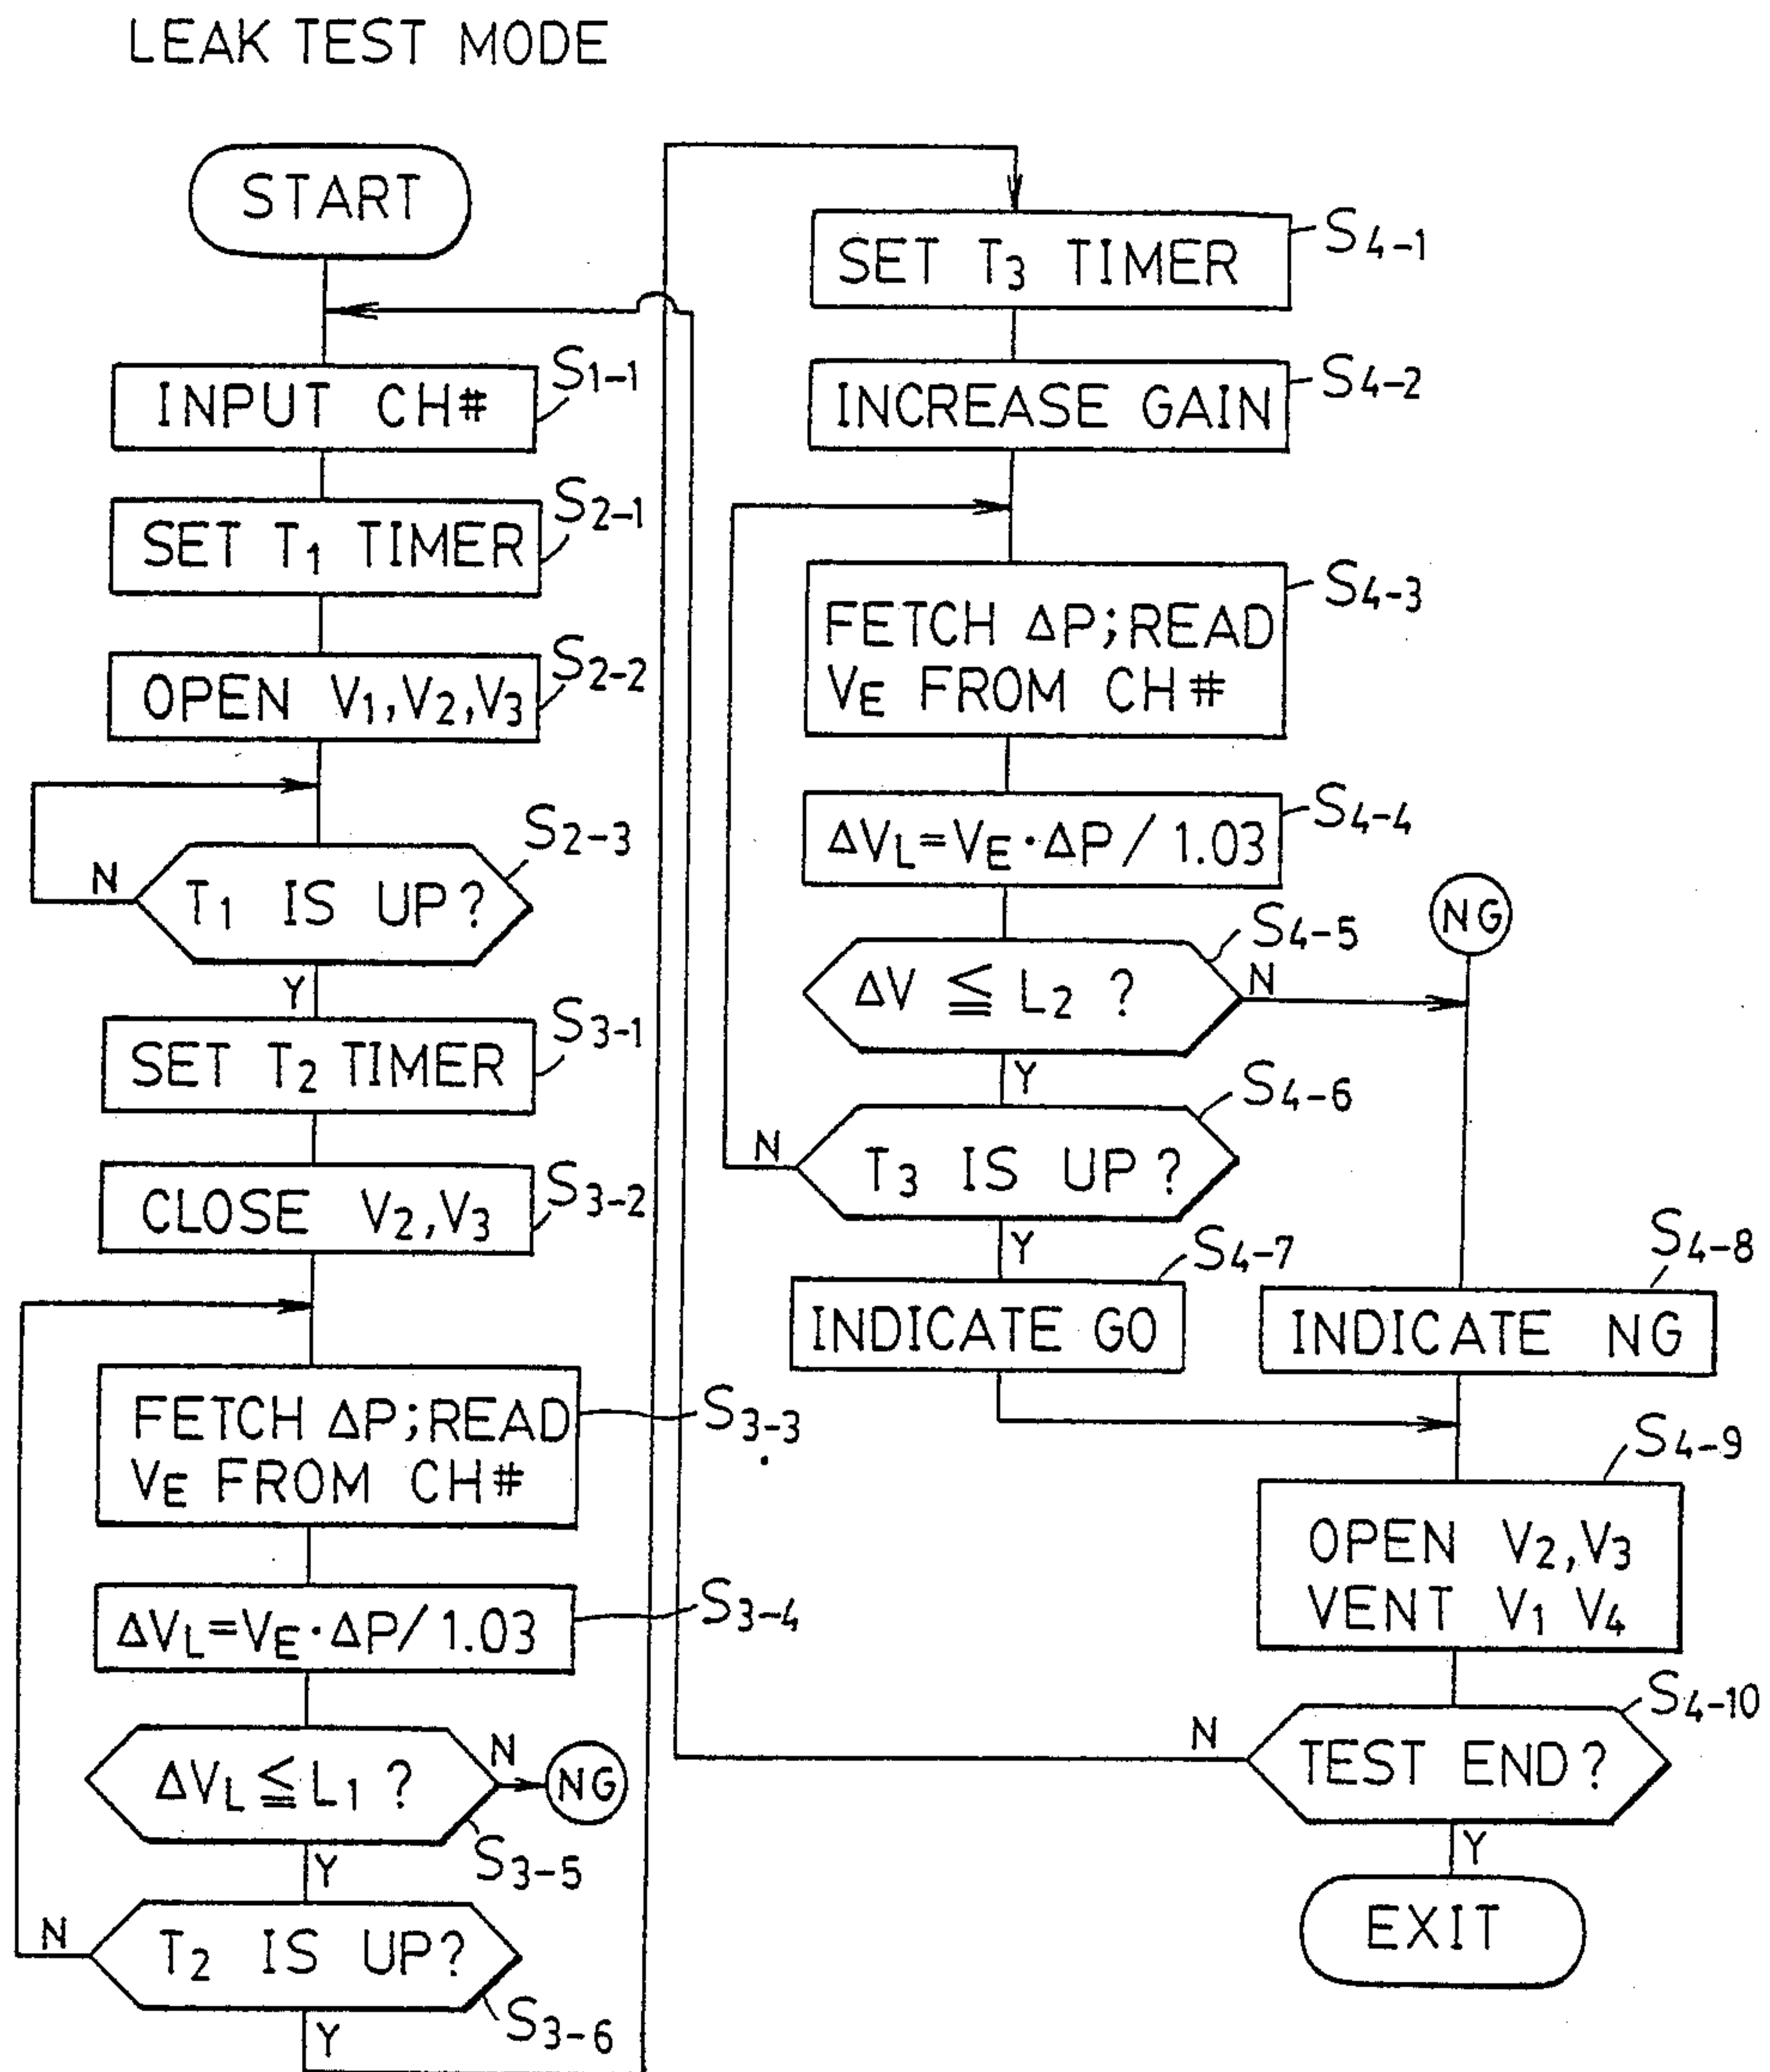 LEAK TEST MODE
START
INPUT CH#
S1-1
SET T1 TIMER
S2-1
OPEN V1,V2,V3
S2-2
T1 IS UP?
S2-3
N
Y
SET T2 TIMER
S3-1
CLOSE V2,V3
S3-2
FETCH ΔP;READ
VE FROM CH#
S3-3
ΔVL=VE·ΔP/1.03
S3-4
ΔVL≦L1?
S3-5
N
NG
Y
T2 IS UP?
S3-6
N
Y
SET T3 TIMER
S4-1
INCREASE GAIN
S4-2
FETCH ΔP;READ
VE FROM CH#
S4-3
ΔVL=VE·ΔP/1.03
S4-4
ΔV ≦ L2 ?
S4-5
N
NG
Y
T3 IS UP?
S4-6
N
Y
INDICATE GO
S4-7
INDICATE NG
S4-8
OPEN V2,V3
VENT V1 V4
S4-9
TEST END?
S4-10
N
Y
EXIT